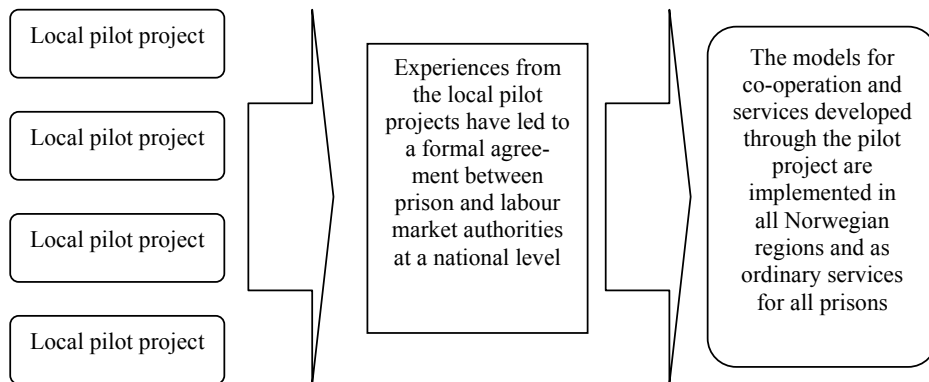 Local pilot project
Local pilot project
Local pilot project
Local pilot project
Experiences from
the local pilot
projects have led to
a formal agree-
ment between
prison and labour
market authorities
at a national level
The models for
co-operation and
services developed
through the pilot
project are
implemented in
all Norwegian
regions and as
ordinary services
for all prisons